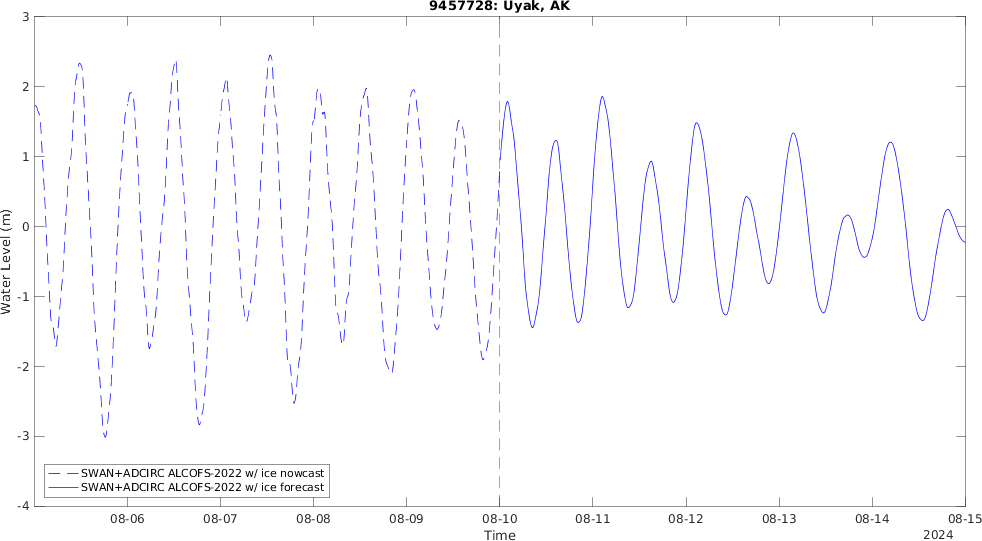 9457728: Uyak, AK
Water Level (m)
3
2
1
0
-1
-2
-3
-4
SWAN+ADCIRC ALCOFS-2022 w/ ice nowcast
SWAN+ADCIRC ALCOFS-2022 w/ ice forecast
08-06 08-07 08-08 08-09 08-10 08-11 08-12 08-13 08-14 08-15
Time
2024